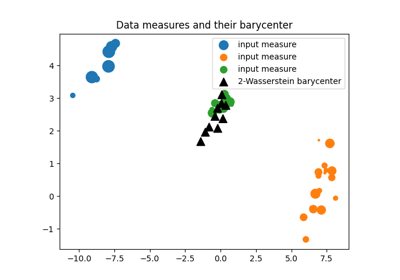 Data measures and their barycenter
input measure
input measure
input measure
2-Wasserstein barycenter
4
3
2
1
0
−1
−10.0 −7.5 −5.0 −2.5 0.0 2.5 5.0 7.5